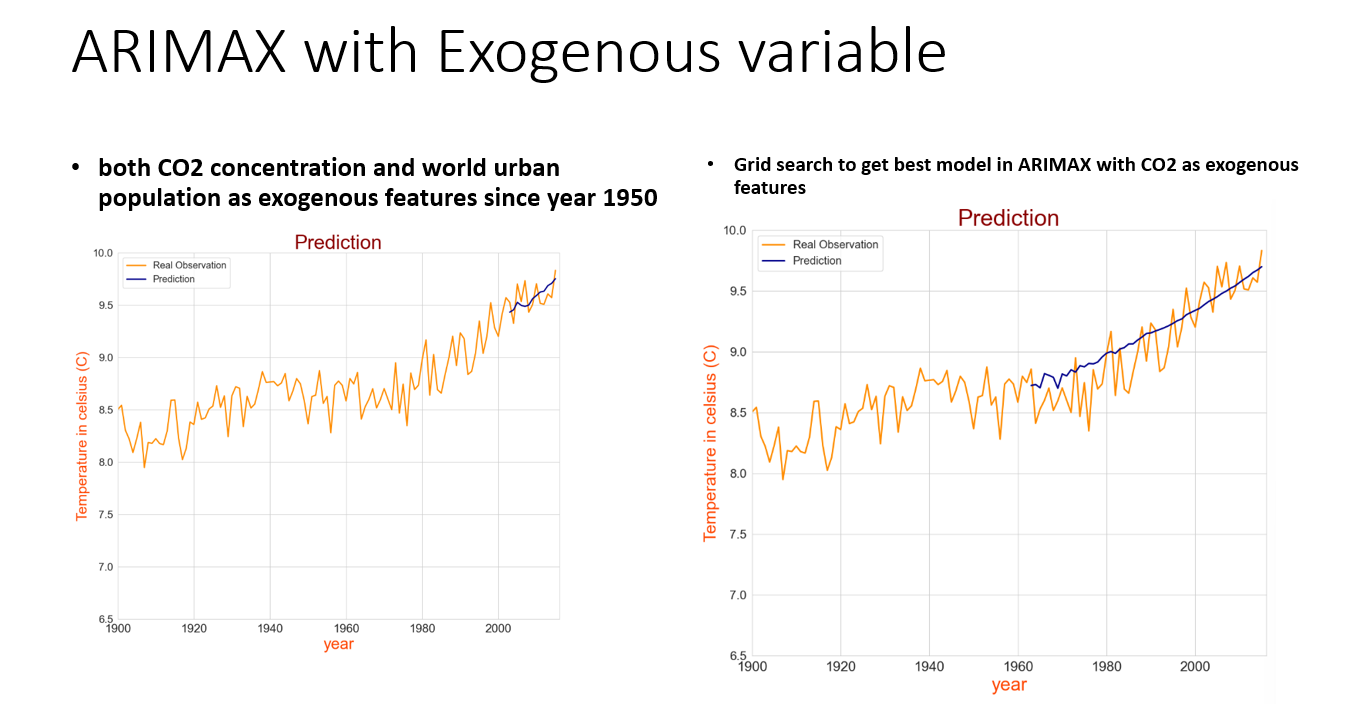 ARIMAX with Exogenous variable
• both CO2 concentration and world urban
population as exogenous features since year 1950
Prediction
Real Observation
Prediction
Temperature in celsius (C)
10.0
9.5
9.0
8.5
8.0
7.5
7.0
6.5
1900 1920 1940 1960 1980 2000
year
• Grid search to get best model in ARIMAX with CO2 as exogenous
features
Prediction
Real Observation
Prediction
Temperature in celsius (C)
10.0
9.5
9.0
8.5
8.0
7.5
7.0
6.5
1900 1920 1940 1960 1980 2000
year